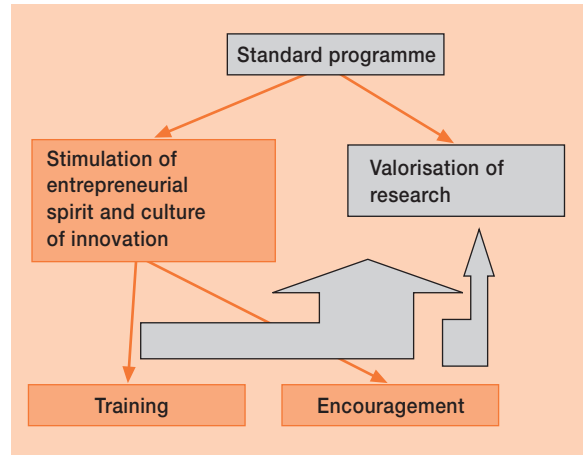 Standard programme
Stimulation of
entrepreneurial
spirit and culture
of innovation
Valorisation of
research
Training
Encouragement